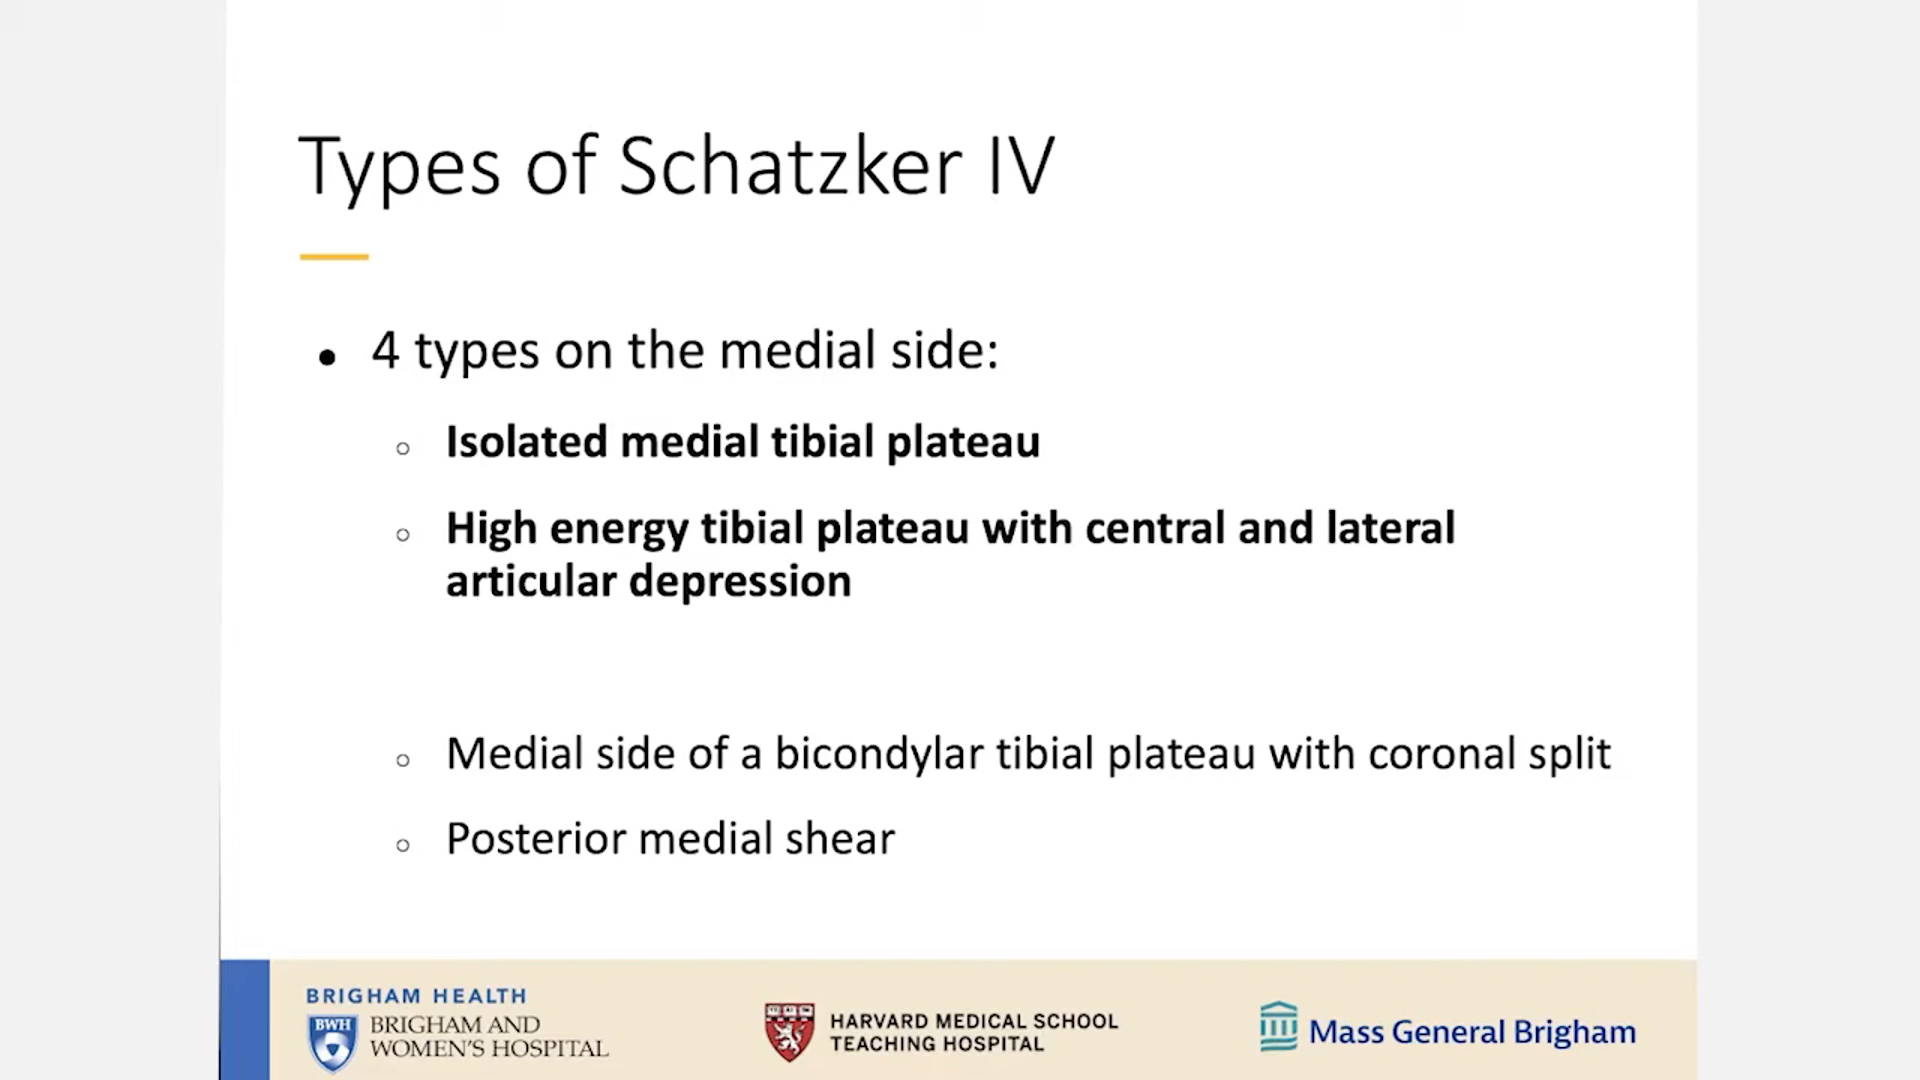 Types of Schatzker IV
● 4 types on the medial side:
○ Isolated medial tibial plateau
○ High energy tibial plateau with central and lateral
articular depression
○ Medial side of a bicondylar tibial plateau with coronal split
○ Posterior medial shear
BRIGHAM HEALTH
BWH
BRIGHAM AND
WOMEN'S HOSPITAL
HARVARD MEDICAL SCHOOL
TEACHING HOSPITAL
Mass General Brigham